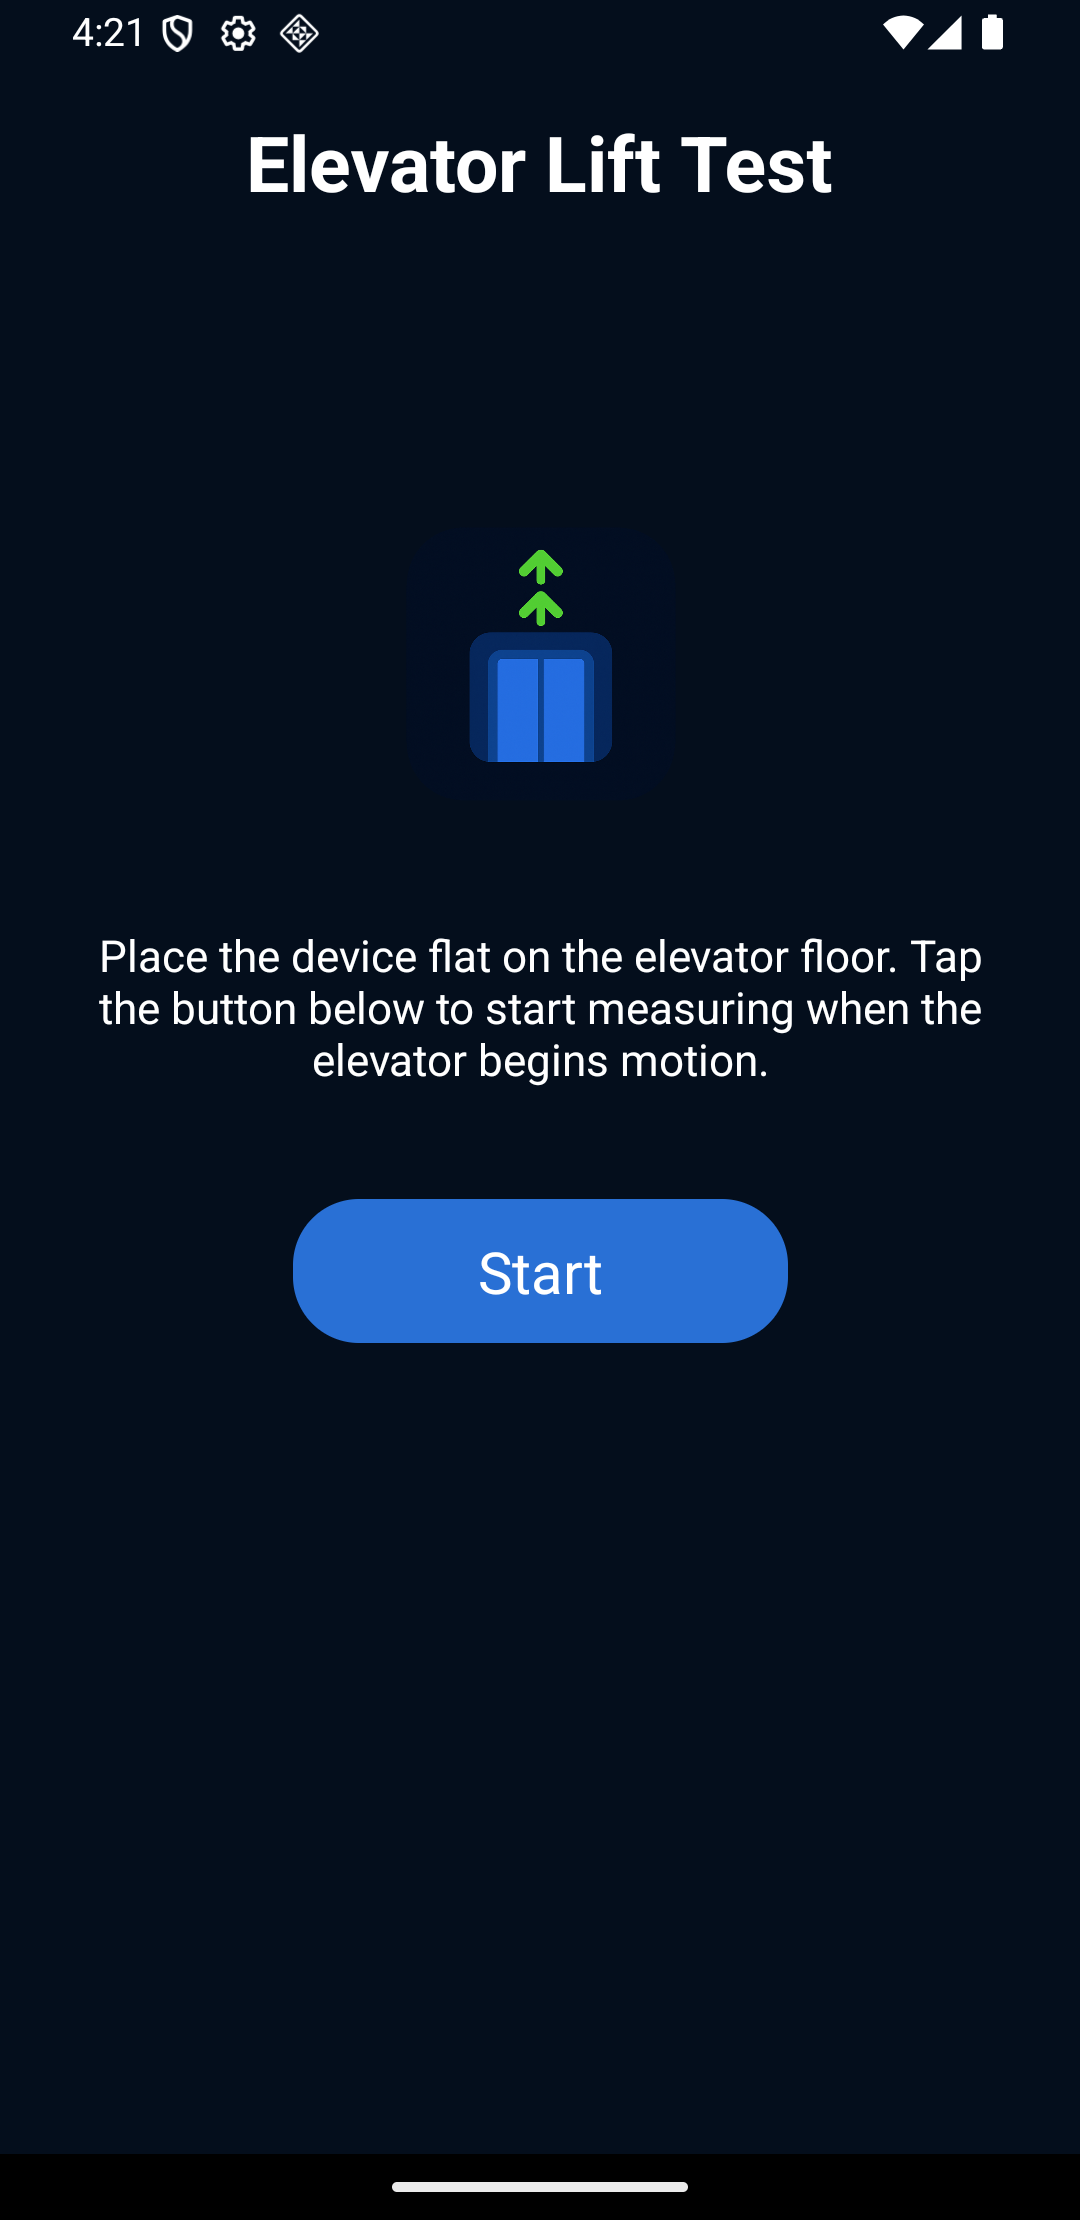 4:21
Elevator Lift Test
Place the device flat on the elevator floor. Tap
the button below to start measuring when the
elevator begins motion.
Start